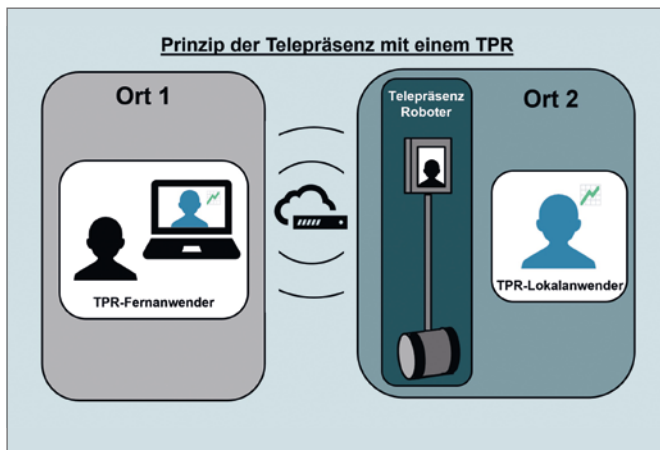 Prinzip der Telepräsenz mit einem TPR
Ort 1
TPR-Fernanwender
Telepräsenz
Roboter
Ort 2
TPR-Lokalanwender